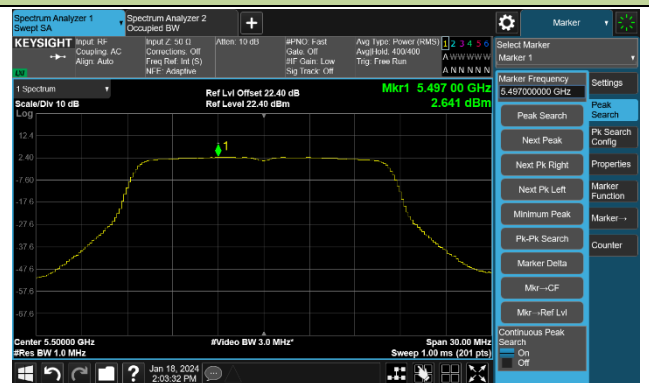 Spectrum Analyzer 1
Swept SA
Spectrum Analyzer 2
Occupied BW
Marker
KEYSIGHT
Input: RF
Coupling: AC
Align: Auto
Input Z: 50 Ω
Corrections: Off
Freq Ref: Int (S)
NFE: Adaptive
Atten: 10 dB
#PNO: Fast
Gate: Off
#IF Gain: Low
Sig Track: Off
Avg Type: Power (RMS)
Avg|Hold: 400/400
Trig: Free Run
1 2 3 4 5 6
A W W W W W
A N N N N N
LXI
Select Marker
Marker 1
1 Spectrum
Scale/Div 10 dB
Ref Lvl Offset 22.40 dB
Ref Level 22.40 dBm
Mkr1 5.497 00 GHz
2.641 dBm
Log
12.4
2.40
-7.60
-17.6
-27.6
-37.6
-47.6
-57.6
-67.6
1
Center 5.50000 GHz
#Res BW 1.0 MHz
#Video BW 3.0 MHz*
Span 30.00 MHz
Sweep 1.00 ms (201 pts)
Marker Frequency
5.497000000 GHz
Peak Search
Next Peak
Next Pk Right
Next Pk Left
Minimum Peak
Pk-Pk Search
Marker Delta
Mkr→CF
Mkr→Ref Lvl
Continuous Peak
Search
On
Off
Settings
Peak
Search
Pk Search
Config
Properties
Marker
Function
Marker→
Counter
?
Jan 18, 2024
2:03:32 PM